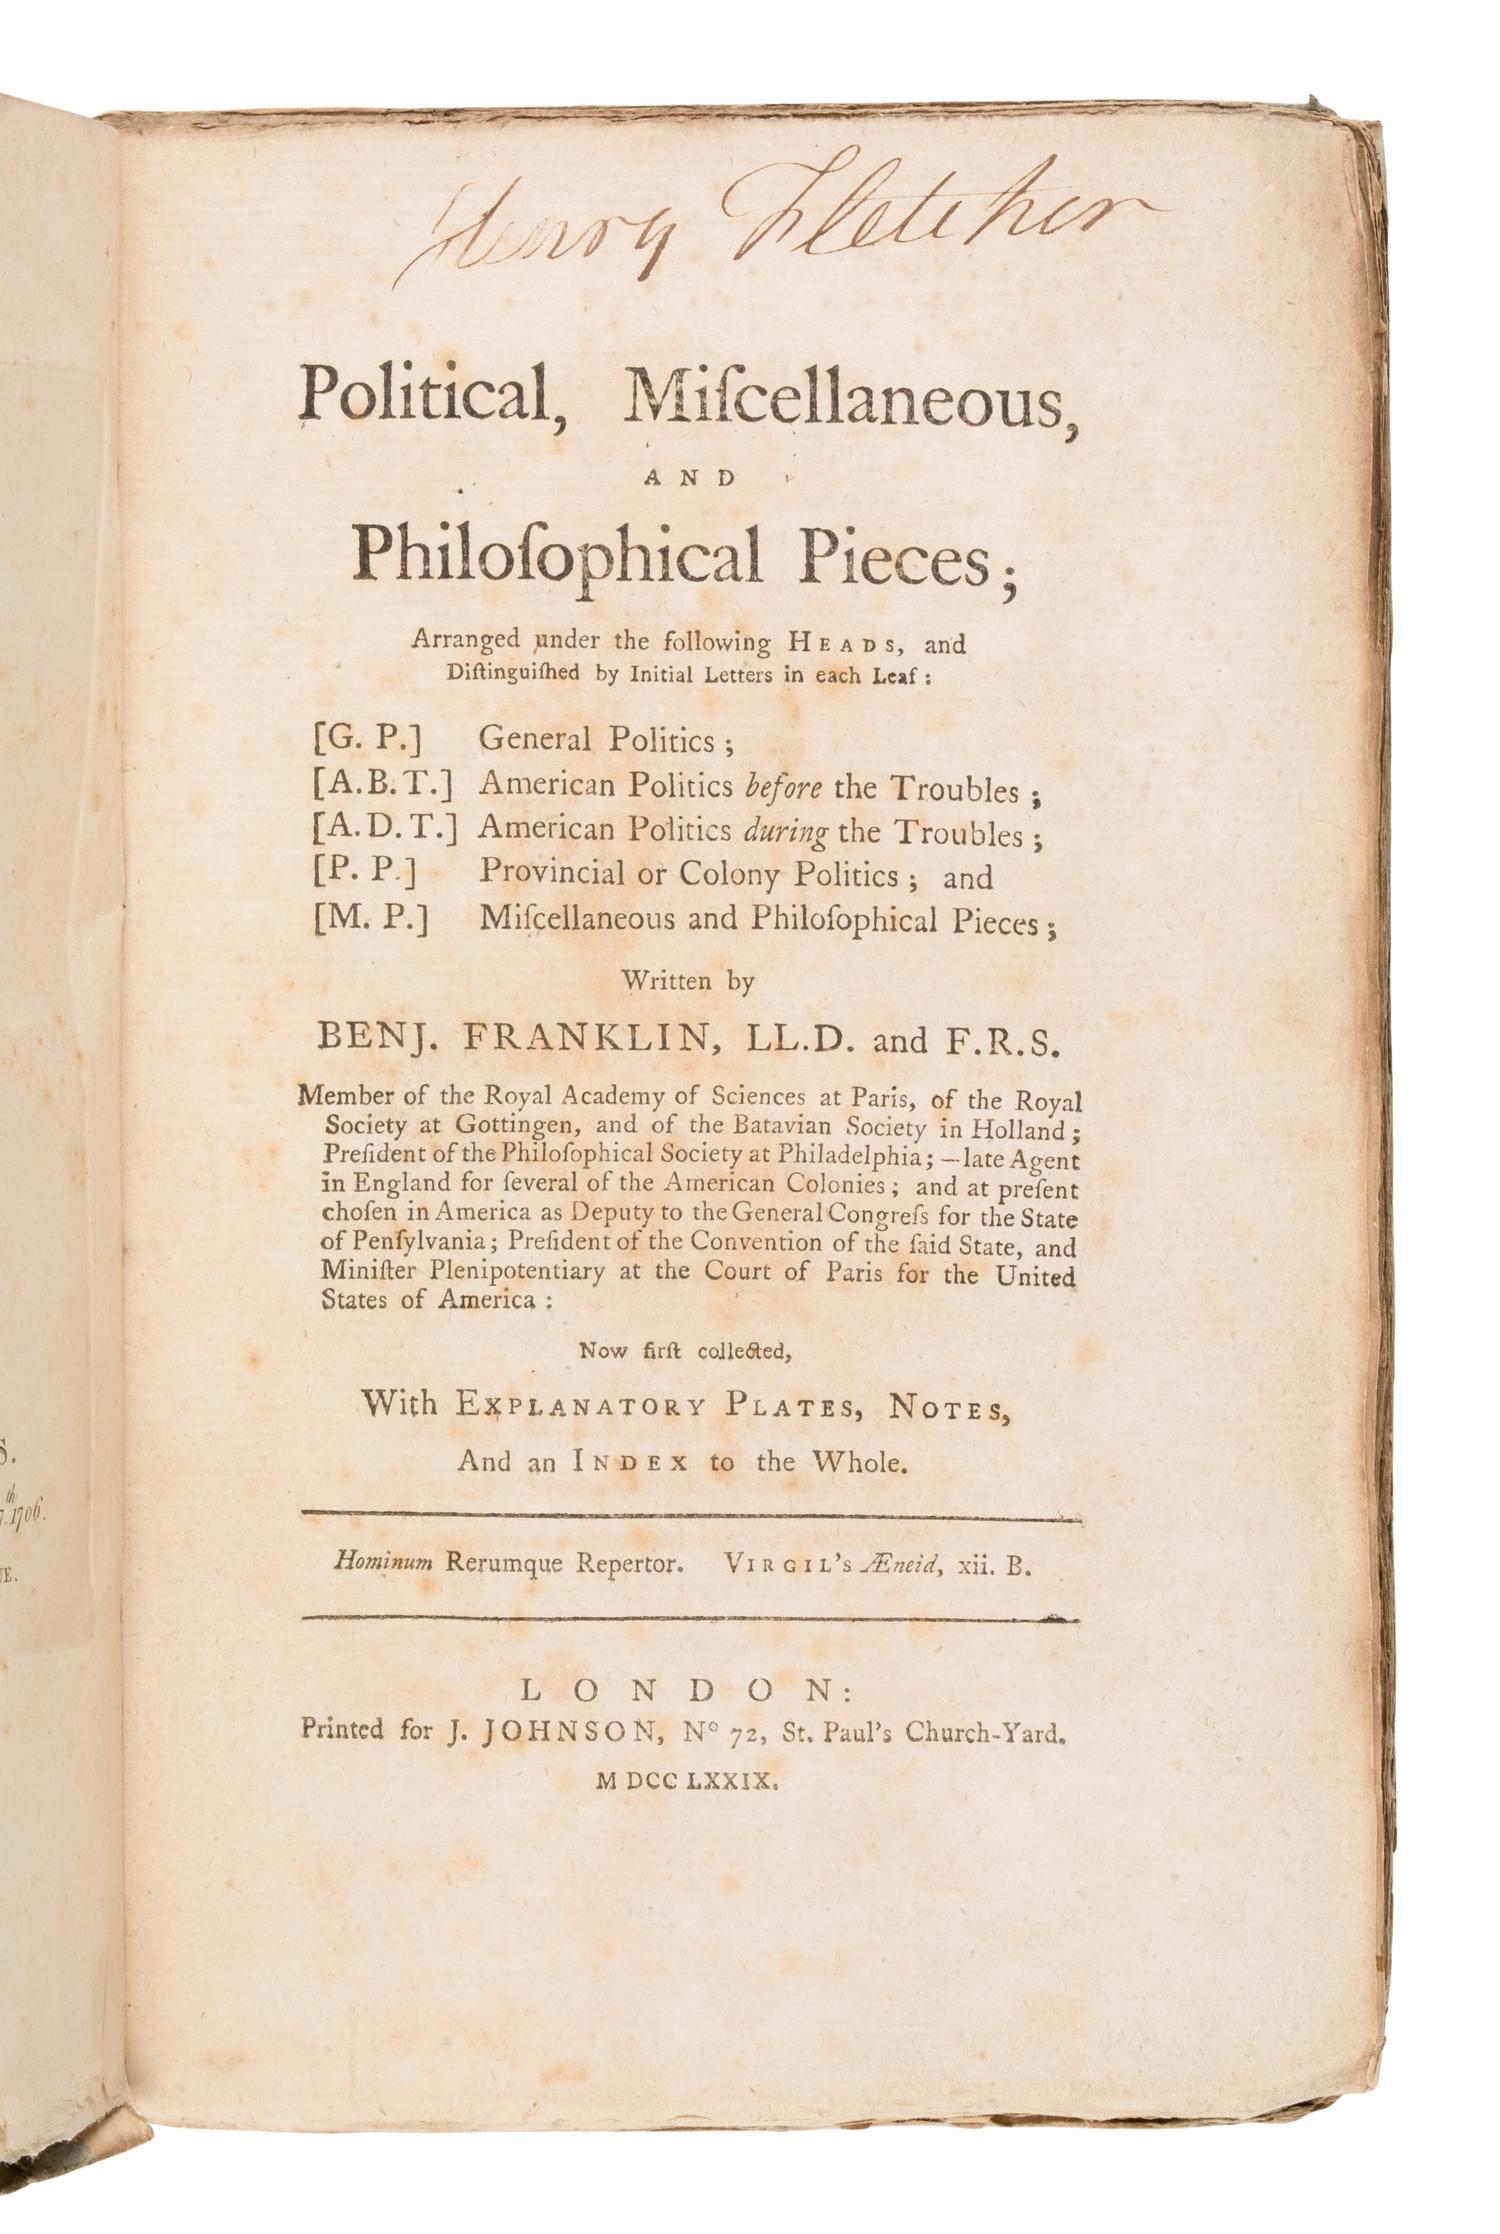 Henry Fletcher
Political, Miſcellaneous,
AND
Philoſophical Pieces;
Arranged under the following HEADS, and
Diſtinguiſhed by Initial Letters in each Leaf:
[G. P.] General Politics;
[A.B.T.] American Politics before the Troubles;
[A.D.T.] American Politics during the Troubles;
[P. P.] Provincial or Colony Politics; and
[M. P.] Miſcellaneous and Philoſophical Pieces;
Written by
BENJ. FRANKLIN, LL.D. and F.R.S.
Member of the Royal Academy of Sciences at Paris, of the Royal
Society at Gottingen, and of the Batavian Society in Holland;
Preſident of the Philoſophical Society at Philadelphia; —late Agent
in England for ſeveral of the American Colonies; and at preſent
choſen in America as Deputy to the General Congreſs for the State
of Penſylvania; Preſident of the Convention of the ſaid State, and
Miniſter Plenipotentiary at the Court of Paris for the United
States of America:
Now firſt collected,
With EXPLANATORY PLATES, NOTES,
And an INDEX to the Whole.
Hominum Rerumque Repertor. VIRGIL's Æneid, xii. B.
LONDON:
Printed for J. JOHNSON, Nº 72, St. Paul's Church-Yard.
M DCC LXXIX.
S.
th
7.1706.
E.